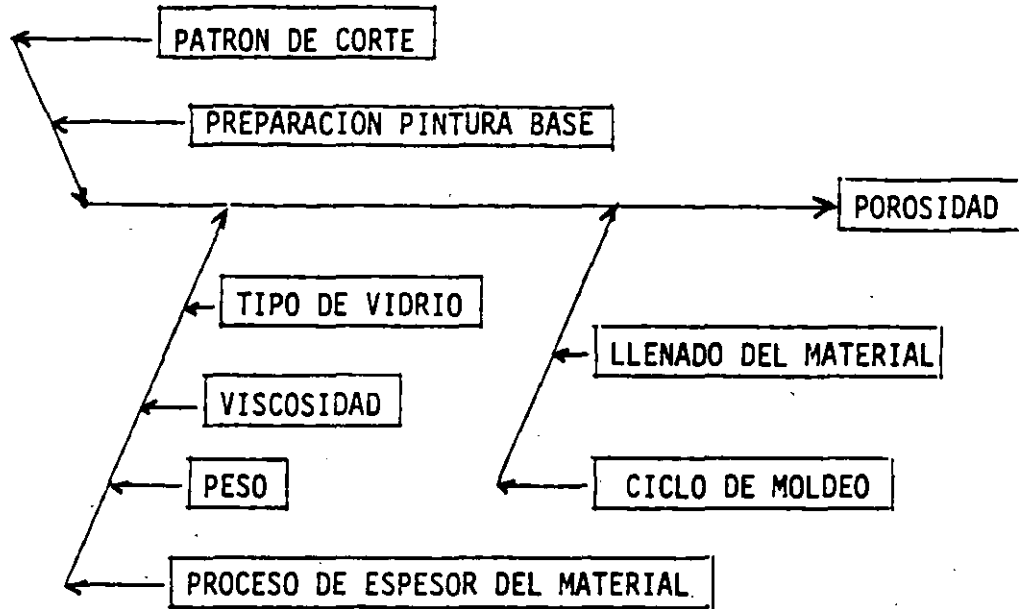 PATRON DE CORTE
PREPARACION PINTURA BASE
POROSIDAD
TIPO DE VIDRIO
LLENADO DEL MATERIAL
VISCOSIDAD
PESO
CICLO DE MOLDEO
PROCESO DE ESPESOR DEL MATERIAL